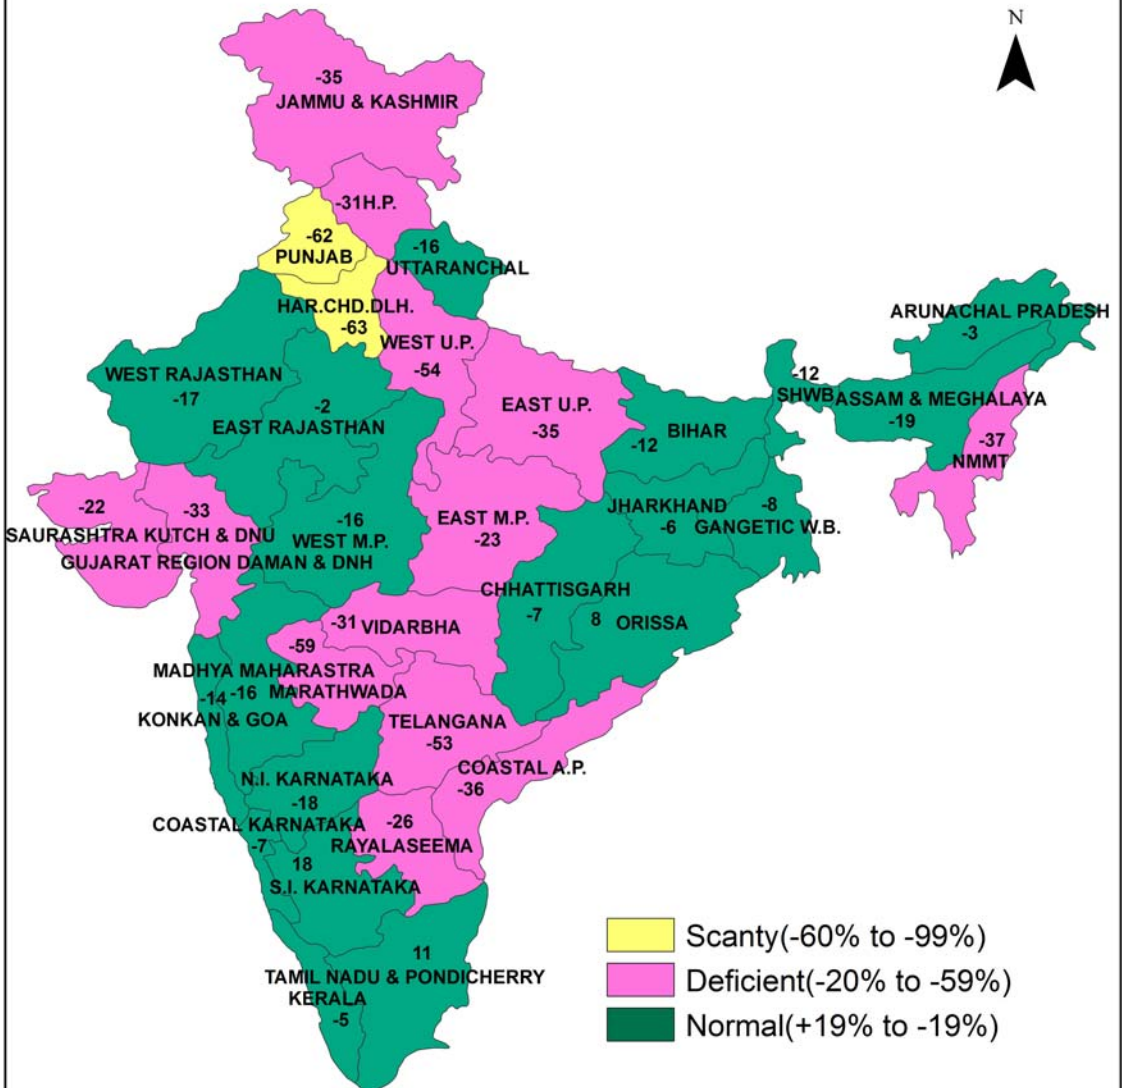 N
-35
JAMMU & KASHMIR
-31H.P.
-62
PUNJAB
-16
UTTARANCHAL
HAR.CHD.DLH.
-63
WEST U.P.
-54
ARUNACHAL PRADESH
-3
WEST RAJASTHAN
-17
-2
EAST RAJASTHAN
EAST U.P.
-35
-12
SHWB
ASSAM & MEGHALAYA
-19
BIHAR
-12
-37
NMMT
-22
SAURASHTRA KUTCH & DNU
-33
GUJARAT REGION DAMAN & DNH
-16
WEST M.P.
EAST M.P.
-23
JHARKHAND
-6
-8
GANGETIC W.B.
CHHATTISGARH
-7
8 ORISSA
-31 VIDARBHA
-59
MARATHWADA
MADHYA MAHARASTRA
-16
-14
KONKAN & GOA
TELANGANA
-53
COASTAL A.P.
-36
N.I. KARNATAKA
-18
COASTAL KARNATAKA
-7
-26
RAYALASEEMA
18
S.I. KARNATAKA
11
TAMIL NADU & PONDICHERRY
KERALA
-5
Scanty(-60% to -99%)
Deficient(-20% to -59%)
Normal(+19% to -19%)